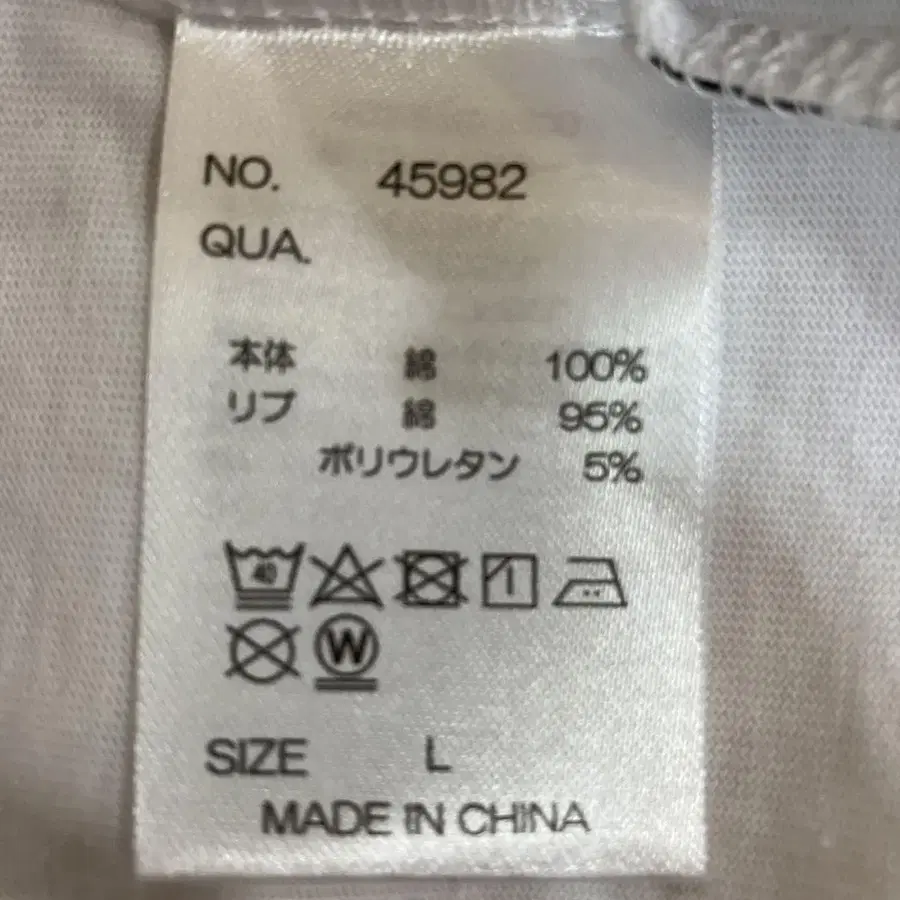 NO. 45982
QUA.
本体 綿 100%
リブ 綿 95%
ポリウレタン 5%
40
W
SIZE L
MADE IN CHINA